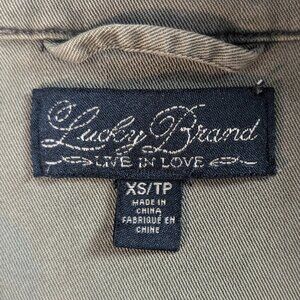 Lucky Brand
LIVE IN LOVE
XS/TP
MADE IN
CHINA
FABRIQUÉ EN
CHINE